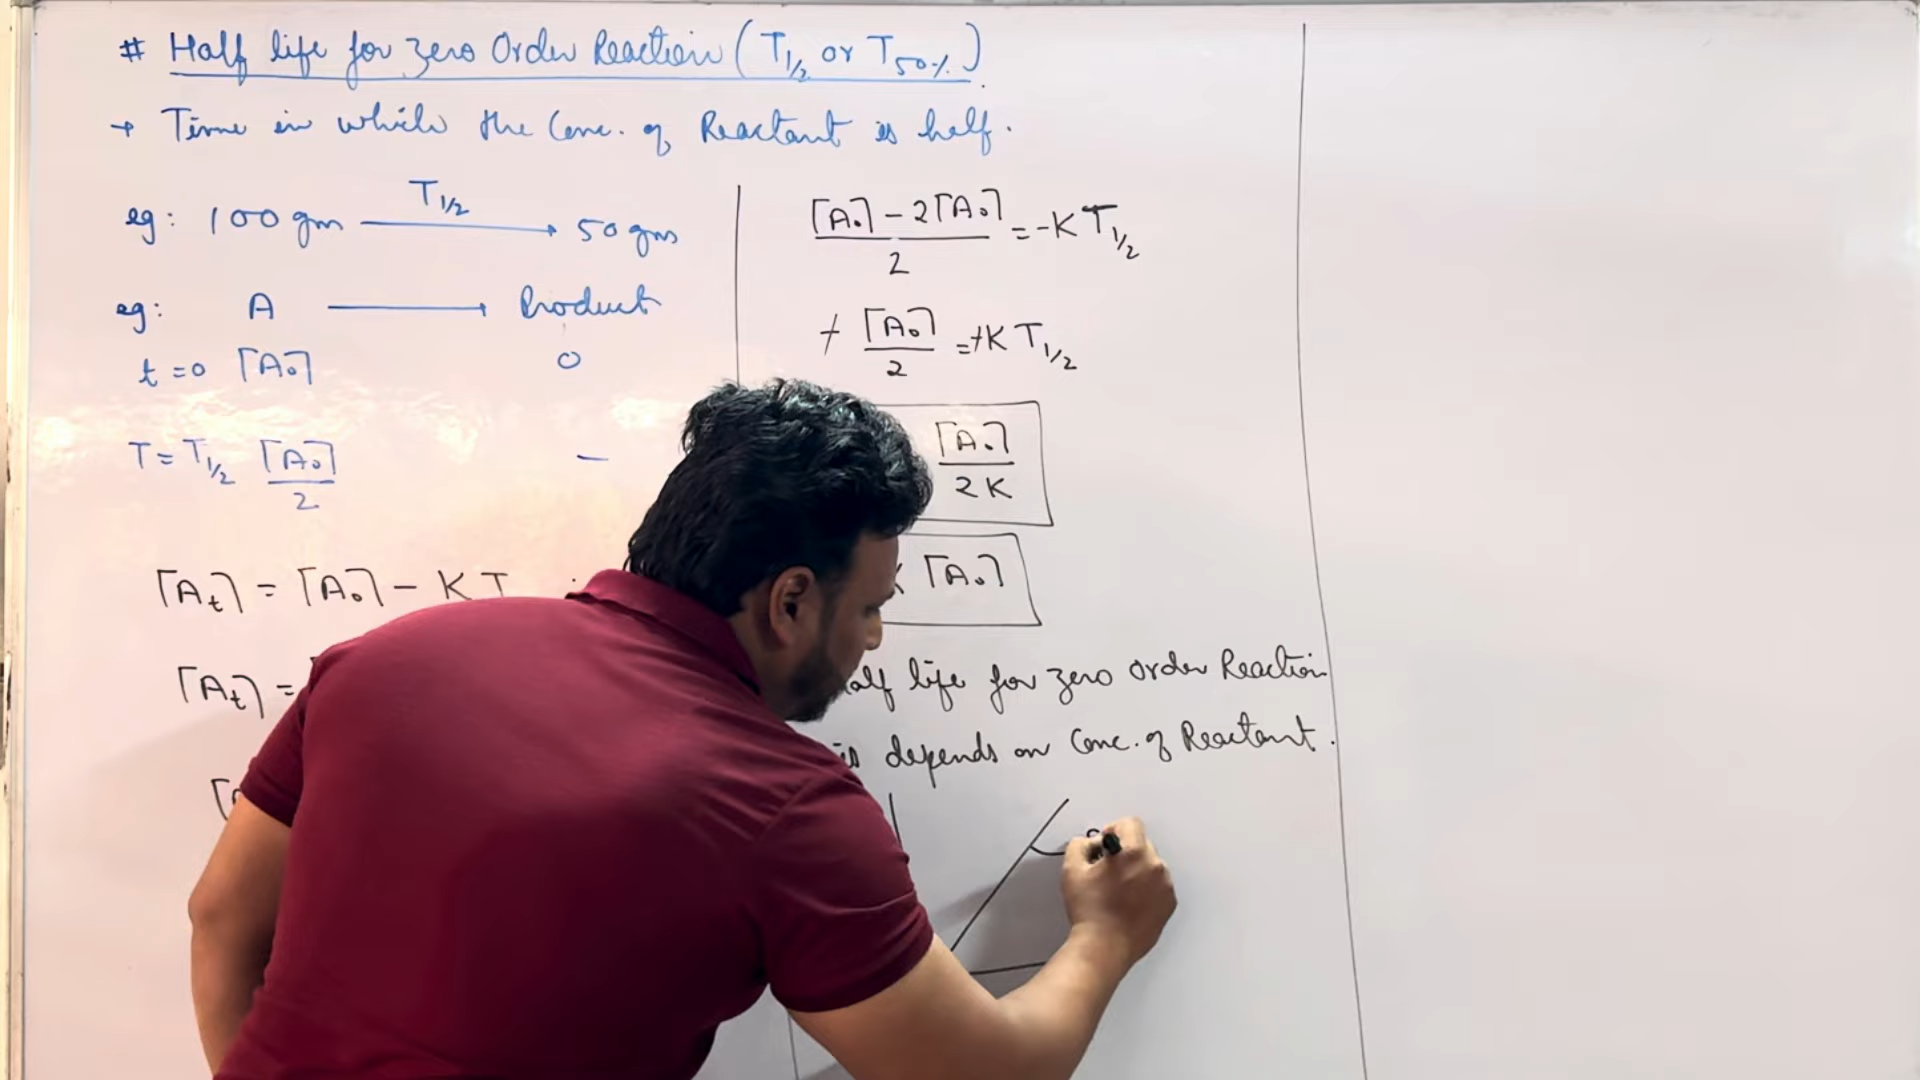 # Half life for zero Order Reaction (T1/2 or T50%)
→ Time in which the Conc. of Reactant is half.
eg: 100 gm T1/2 → 50 gms
eg: A → Product
t=0 [A0] 0
T=T1/2 [A0]/2 —
[At] = [A0] - KT
[At] =
[A0] - 2[A0] / 2 = -K T1/2
+ [A0]/2 = +K T1/2
[A0]/2K
[A0]
life for zero order Reaction
is depends on Conc. of Reactant.